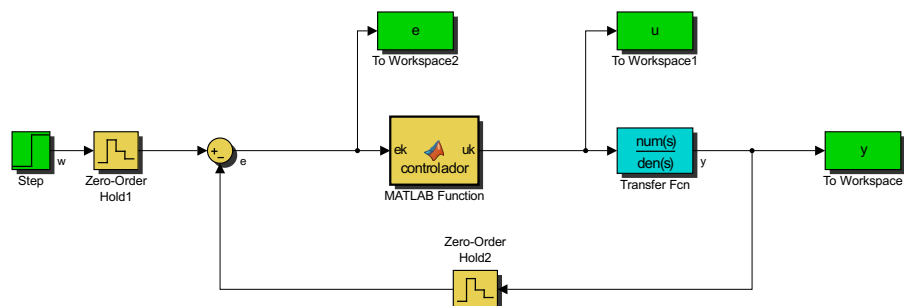 e
To Workspace2
u
To Workspace1
Step
w
Zero-Order
Hold1
+
−
e
ek
uk
controlador
MATLAB Function
num(s)
den(s)
Transfer Fcn
y
y
To Workspace
Zero-Order
Hold2